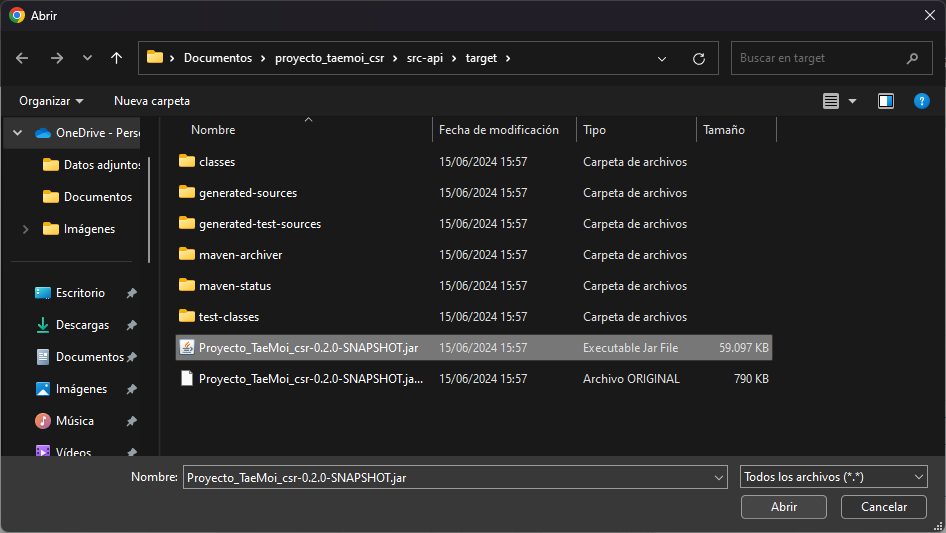 Abrir
Documentos > proyecto_taemoi_csr > src-api > target >
Buscar en target
Organizar
Nueva carpeta
OneDrive - Perso
Datos adjuntos
Documentos
Imágenes
Escritorio
Descargas
Documentos
Imágenes
Música
Vídeos
Nombre Fecha de modificación Tipo Tamaño
classes 15/06/2024 15:57 Carpeta de archivos
generated-sources 15/06/2024 15:57 Carpeta de archivos
generated-test-sources 15/06/2024 15:57 Carpeta de archivos
maven-archiver 15/06/2024 15:57 Carpeta de archivos
maven-status 15/06/2024 15:57 Carpeta de archivos
test-classes 15/06/2024 15:57 Carpeta de archivos
Proyecto_TaeMoi_csr-0.2.0-SNAPSHOT.jar 15/06/2024 15:57 Executable Jar File 59.097 KB
Proyecto_TaeMoi_csr-0.2.0-SNAPSHOT.ja... 15/06/2024 15:57 Archivo ORIGINAL 790 KB
Nombre: Proyecto_TaeMoi_csr-0.2.0-SNAPSHOT.jar
Todos los archivos (*.*)
Abrir
Cancelar